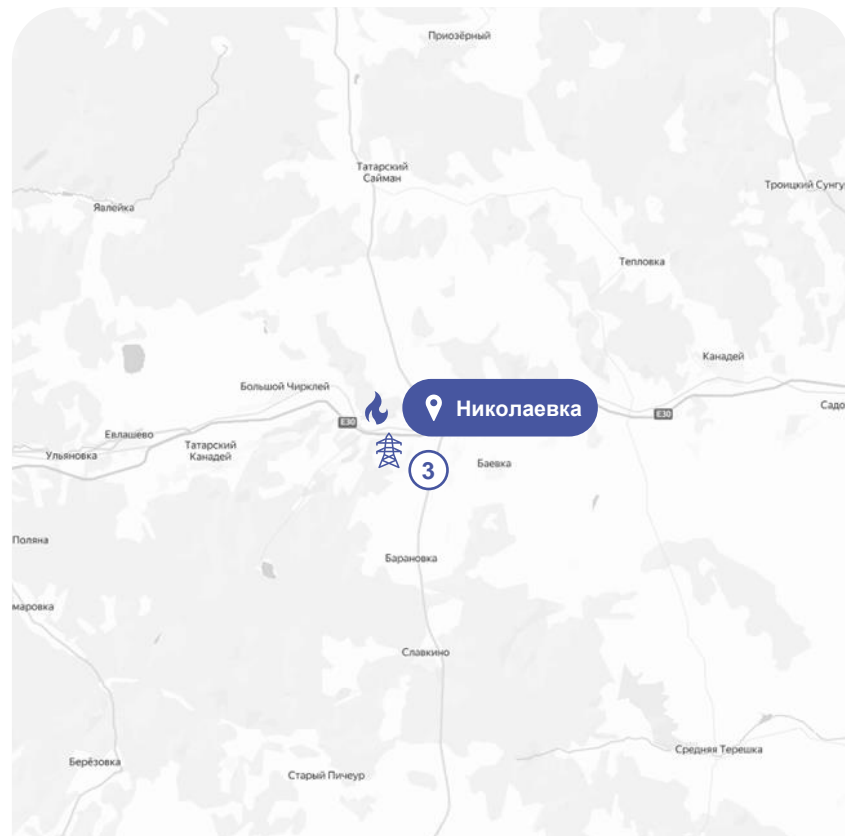 Приозёрный
Татарский
Сайман
Троицкий Сунгу
Явлейка
Тепловка
Канадей
Большой Чирклей
Николаевка
Садо
E30
E30
Евлашево
Татарский
Канадей
Ульяновка
Баевка
3
Поляна
Барановка
маровка
Славкино
Средняя Терешка
Берёзовка
Старый Пичеур